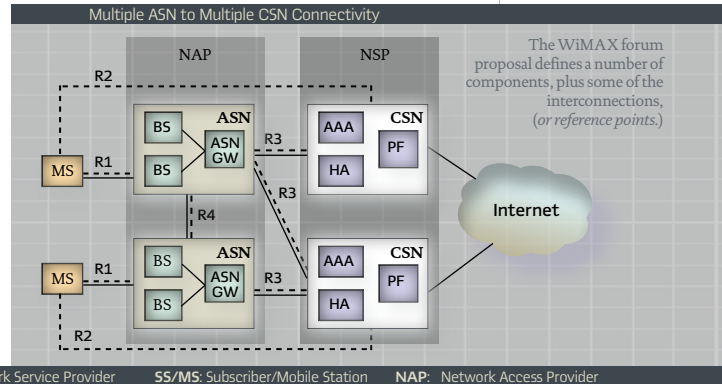 Multiple ASN to Multiple CSN Connectivity
NAP
NSP
The WiMAX forum
proposal defines a number of
components, plus some of the
interconnections,
(or reference points.)
R2
ASN
BS
BS
ASN
GW
R3
AAA
CSN
HA
PF
MS
R1
R3
R4
Internet
ASN
BS
BS
ASN
GW
R3
AAA
CSN
HA
PF
MS
R1
R2
rk Service Provider
SS/MS: Subscriber/Mobile Station
NAP: Network Access Provider